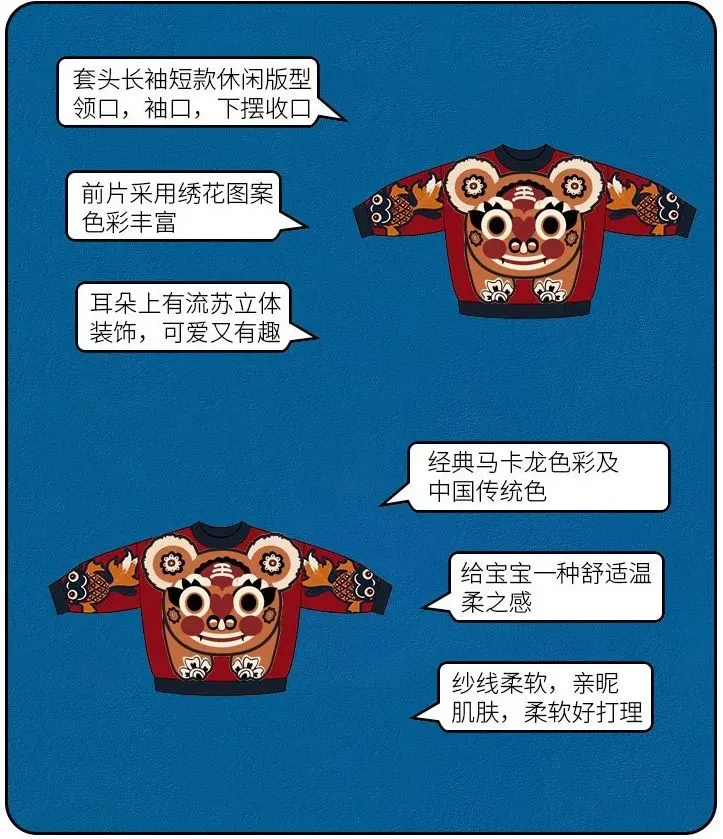 套头长袖短款休闲版型
领口，袖口，下摆收口
前片采用绣花图案
色彩丰富
耳朵上有流苏立体
装饰，可爱又有趣
经典马卡龙色彩及
中国传统色
给宝宝一种舒适温
柔之感
纱线柔软，亲昵
肌肤，柔软好打理